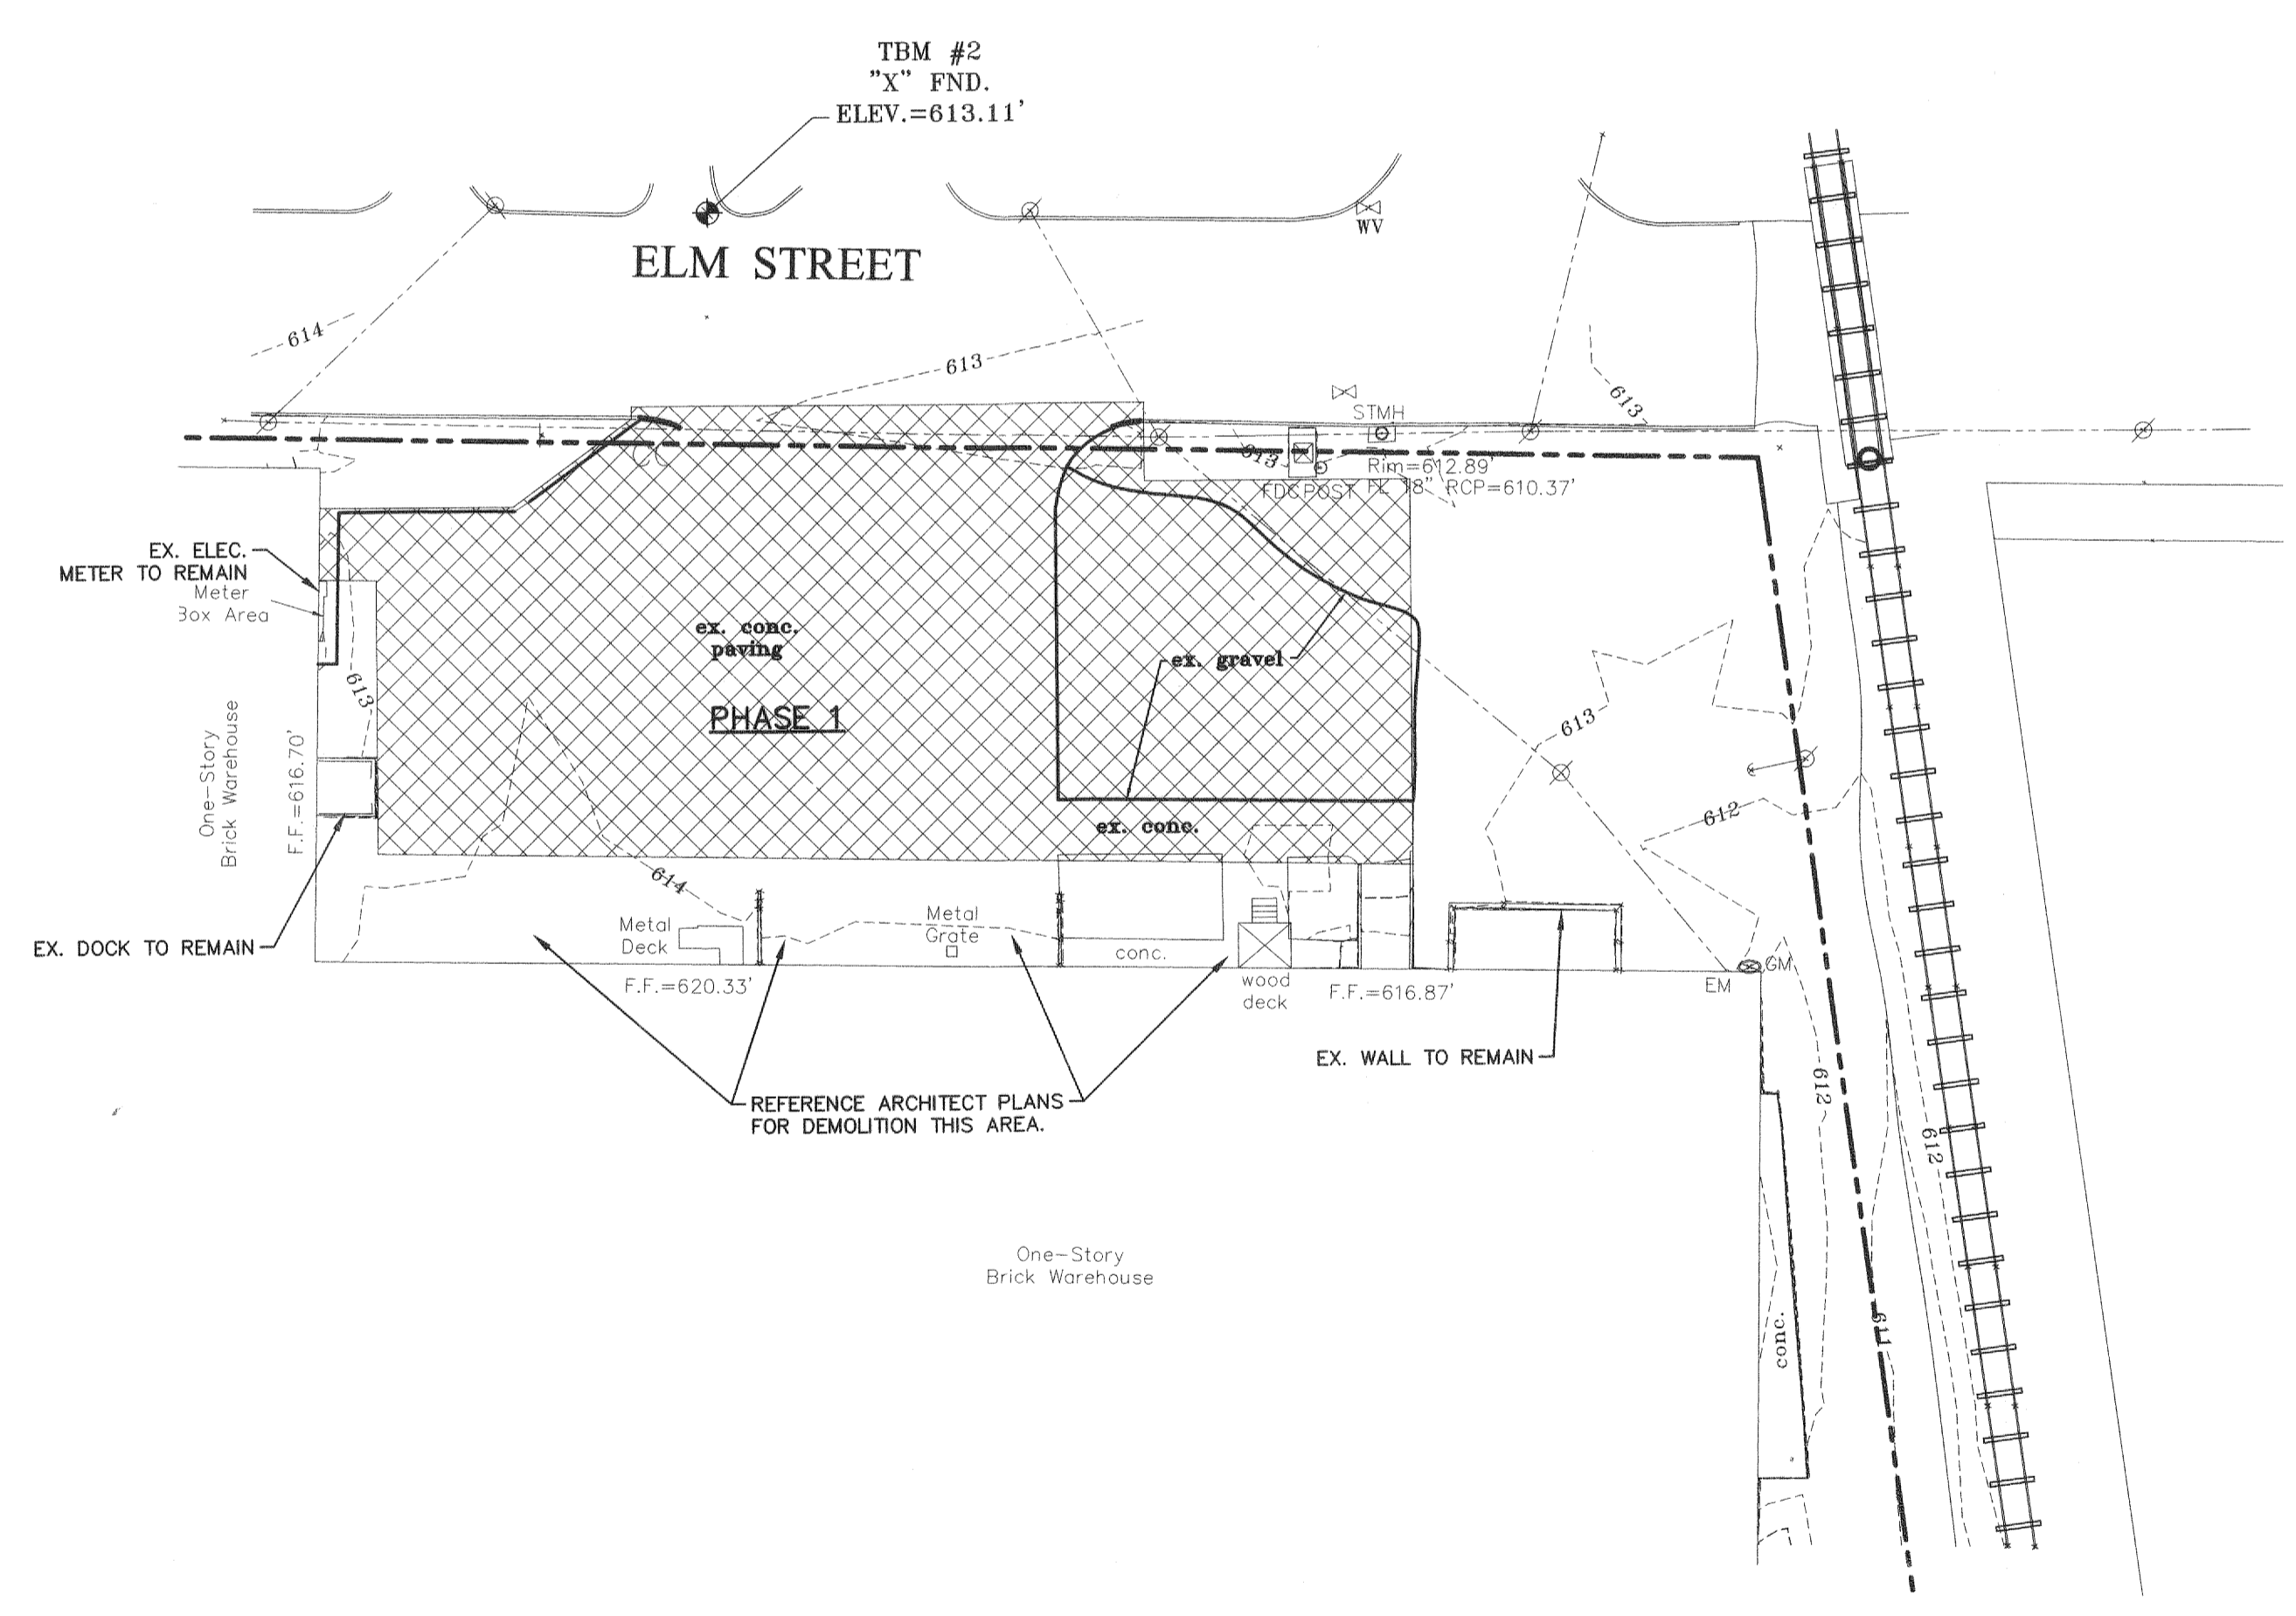 TBM #2
"X" FND.
ELEV.=613.11'
WV
ELM STREET
614
613
613
STMH
613
Rim=612.89'
FDC POST
FL 18" RCP=610.37'
EX. ELEC.
METER TO REMAIN
Meter
Box Area
ex. conc.
paving
ex. gravel
613
PHASE 1
613
One-Story
Brick Warehouse
F.F.=616.70'
612
ex. conc.
614
Metal
Deck
Metal
Grate
EX. DOCK TO REMAIN
conc.
GM
EM
F.F.=620.33'
wood
deck
F.F.=616.87'
EX. WALL TO REMAIN
REFERENCE ARCHITECT PLANS
FOR DEMOLITION THIS AREA.
612
612
One-Story
Brick Warehouse
611
conc.